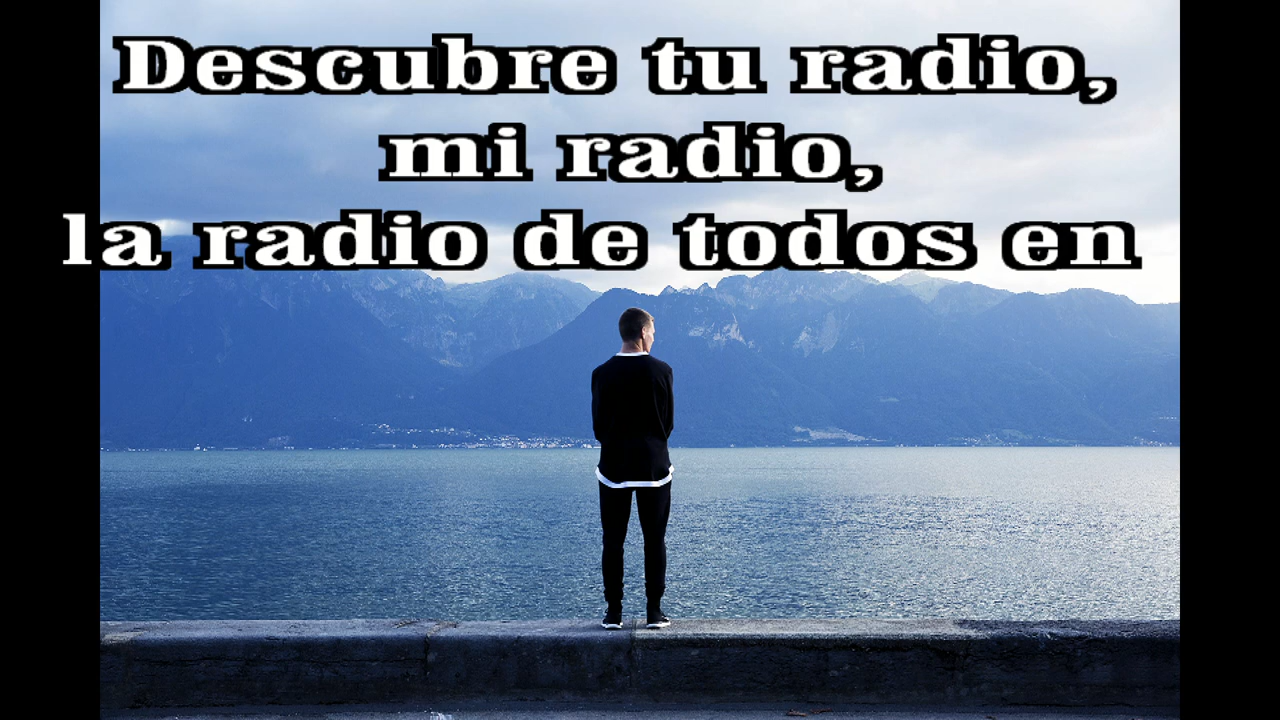 Descubre tu radio,
mi radio,
la radio de todos en